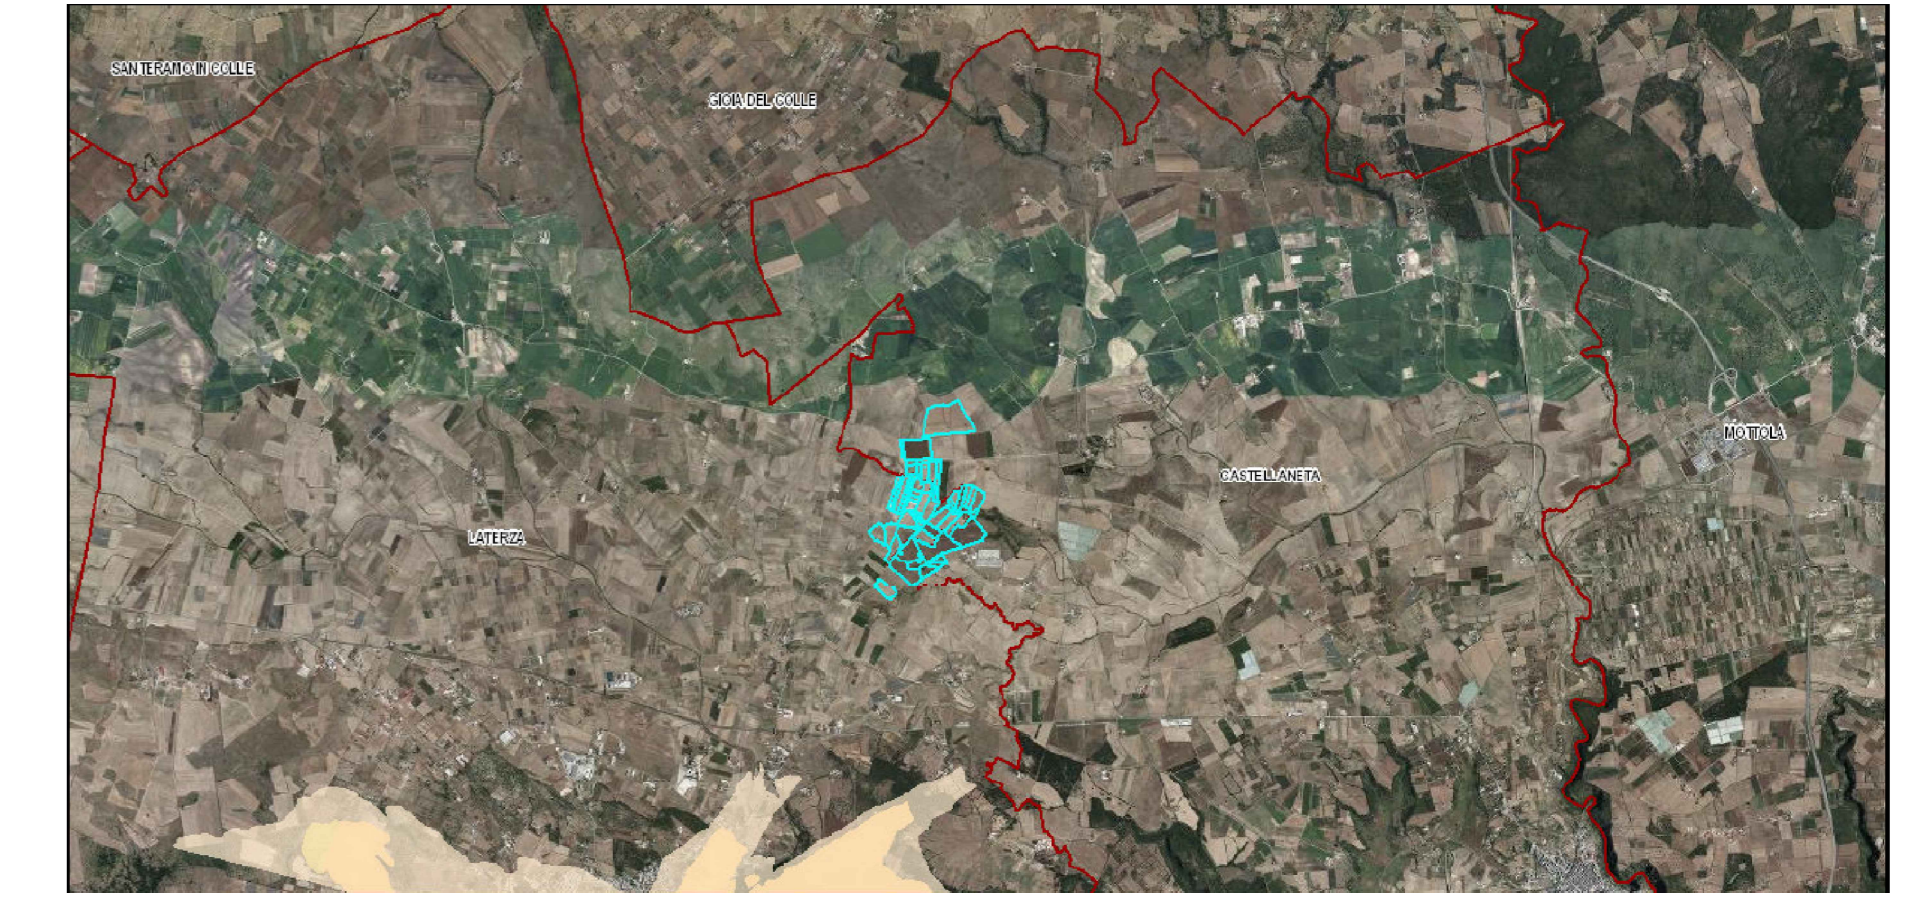 SANTERAMO IN COLLE
GIOIA DEL COLLE
MOTTOLA
CASTELLANETA
LATERZA